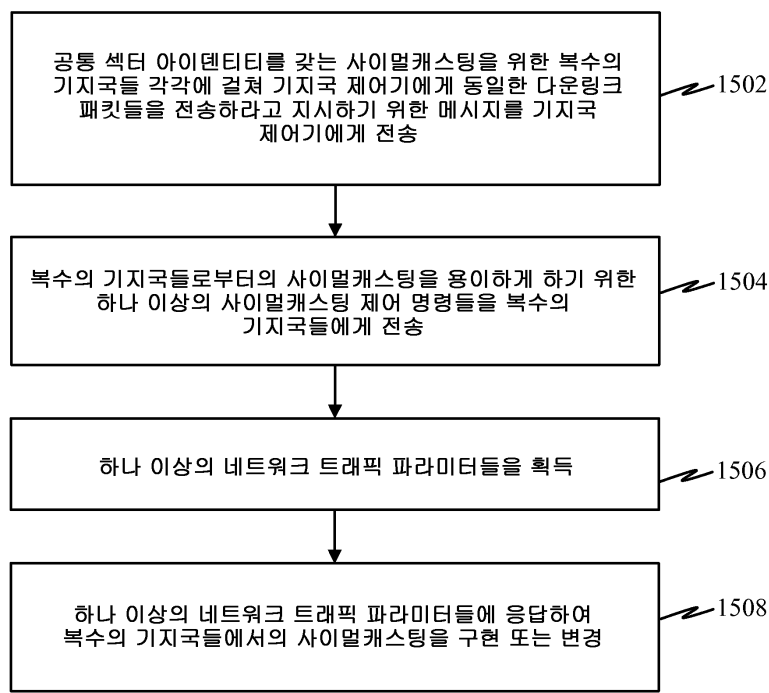 공통 섹터 아이덴티티를 갖는 사이멀캐스팅을 위한 복수의
기지국들 각각에 걸쳐 기지국 제어기에게 동일한 다운링크
패킷들을 전송하라고 지시하기 위한 메시지를 기지국
제어기에게 전송
1502
복수의 기지국들로부터의 사이멀캐스팅을 용이하게 하기 위한
하나 이상의 사이멀캐스팅 제어 명령들을 복수의
기지국들에게 전송
1504
하나 이상의 네트워크 트래픽 파라미터들을 획득
1506
하나 이상의 네트워크 트래픽 파라미터들에 응답하여
복수의 기지국들에서의 사이멀캐스팅을 구현 또는 변경
1508